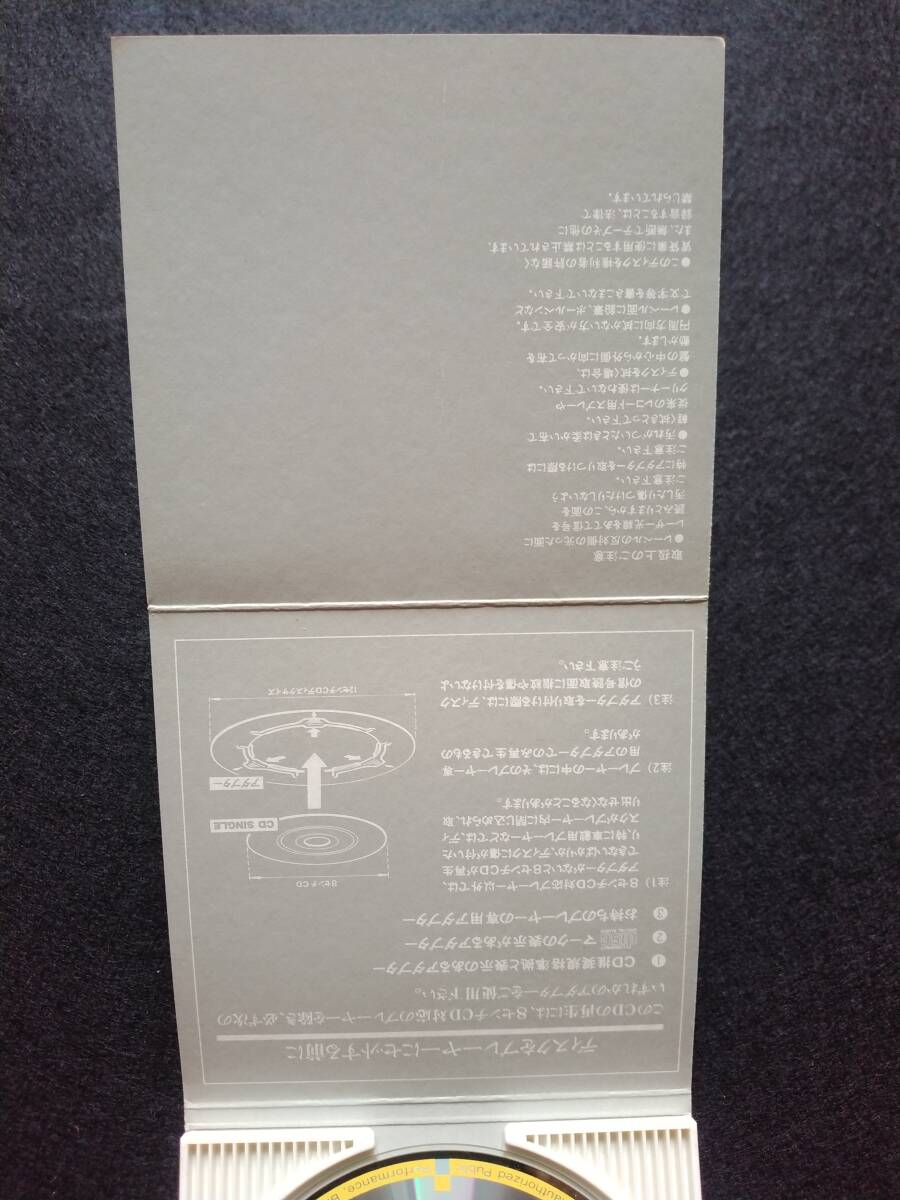 ディスクをプレーヤーにセットする前に
このCDの再生には、8センチCD対応のプレーヤーを除き、必ず次の
いずれかのアダプターをご使用下さい。
❶ CD推奨規格準拠と表示のあるアダプター
❷ マークの表示があるアダプター
❸ お持ちのプレーヤーの専用アダプター
注1) 8センチCD対応CDプレーヤー以外では、
アダプターがないと8センチCDが再生
できないばかりか、ディスクに傷が付いた
り、特に車載用プレーヤーなどでは、ディ
スクがプレーヤー内に閉じ込められ、取
り出せなくなることがあります。
注2) プレーヤーの中には、そのプレーヤー専
用のアダプターでのみ再生できるもの
があります。
注3) アダプターを取り付ける際には、ディスク
の信号読取面に指紋や傷を付けないよ
うご注意下さい。
8センチCD
CD SINGLE
アダプター
12センチCDディスクサイズ
取扱上のご注意
●レーベルの反対側の光った面に
レーザー光線をあてて信号を
読みとりますから、この面を
汚したり傷つけたりしないよう
ご注意下さい。
特にアダプターを取りつける際には
ご注意下さい。
●汚れがついたときは柔かい布で
軽く拭きとって下さい。
従来のレコード用スプレーや
クリーナーは使わないで下さい。
●ディスクを拭く場合は、
盤の中心から外側に向かって布を
動かします。
円周方向に拭かない方が安全です。
●レーベル面に鉛筆、ボールペンなど
で文字等を書きこまないで下さい。
●このディスクを権利者の許諾なく
賃貸業に使用することは禁止されています。
また、無断でテープその他に
録音することは、法律で
禁じられています。
authorized Public
Performance, B